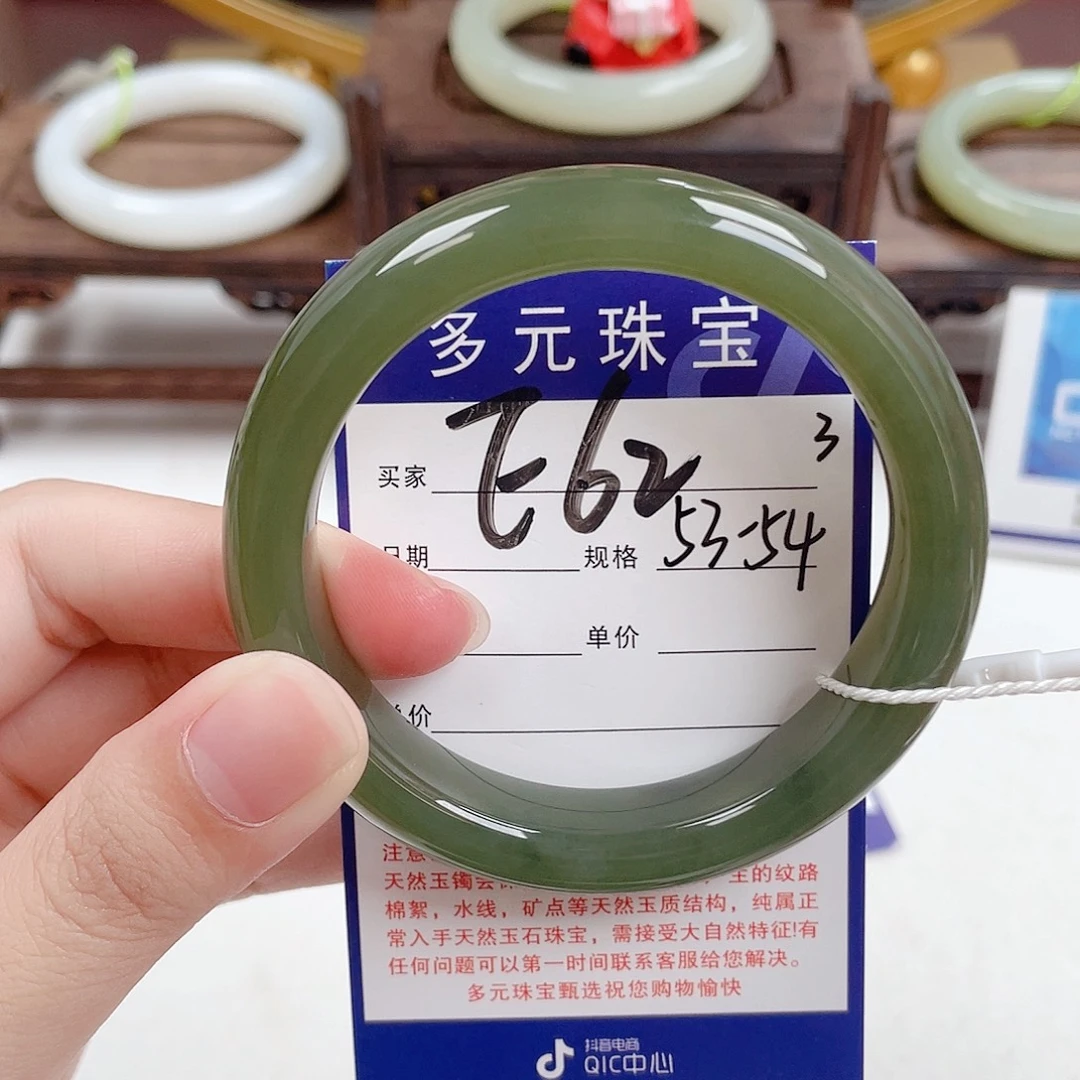 多元珠宝
3
买家 E62
日期 规格 53-54
单价
价
注意
天然玉镯会 生的纹路
棉絮，水线，矿点等天然玉质结构，纯属正
常入手天然玉石珠宝，需接受大自然特征!有
任何问题可以第一时间联系客服给您解决。
多元珠宝甄选祝您购物愉快
抖音电商
QIC中心